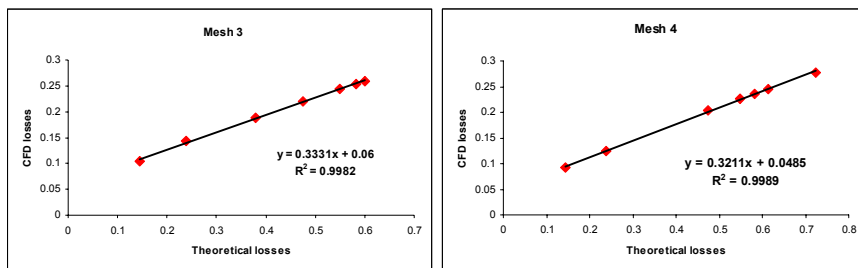 Mesh 3
CFD losses
0.3
0.25
0.2
0.15
0.1
0.05
0
y = 0.3331x + 0.06
R² = 0.9982
0 0.1 0.2 0.3 0.4 0.5 0.6 0.7
Theoretical losses
Mesh 4
CFD losses
0.3
0.25
0.2
0.15
0.1
0.05
0
y = 0.3211x + 0.0485
R² = 0.9989
0 0.1 0.2 0.3 0.4 0.5 0.6 0.7 0.8
Theoretical losses